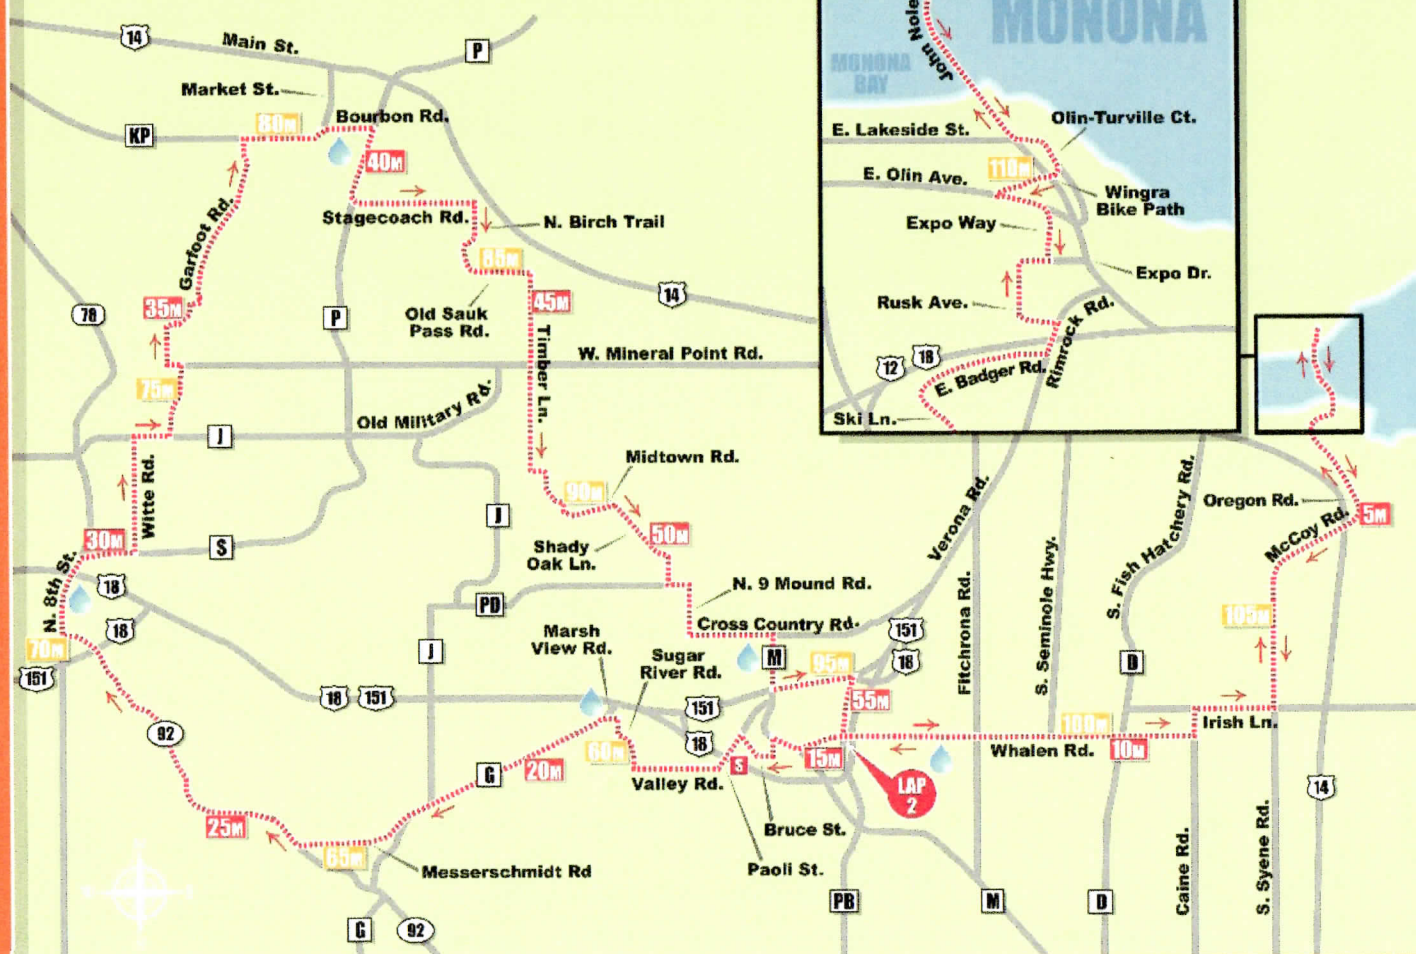 MONONA
John Nole
MONONA
BAY
14
Main St.
P
Market St.
Bourbon Rd.
80M
KP
40M
E. Lakeside St.
Olin-Turville Ct.
110M
E. Olin Ave.
Wingra
Bike Path
Stagecoach Rd.
N. Birch Trail
Expo Way
Garfoot Rd.
85M
Expo Dr.
35M
45M
14
Rusk Ave.
78
P
Old Sauk
Pass Rd.
Rimrock Rd.
Timber Ln.
W. Mineral Point Rd.
12
18
E. Badger Rd.
75M
Old Military Rd.
Ski Ln.
J
Witte Rd.
Midtown Rd.
90M
Verona Rd.
S. Fish Hatchery Rd.
Oregon Rd.
5M
J
McCoy Rd.
30M
S
50M
Shady
Oak Ln.
N. 8th St.
18
PD
N. 9 Mound Rd.
Fitchrona Rd.
S. Seminole Hwy.
105M
18
Marsh
View Rd.
Cross Country Rd.
151
70M
J
Sugar
River Rd.
M
95M
18
D
151
18
151
151
55M
92
18
60M
100M
Irish Ln.
15M
Whalen Rd.
10M
G
20M
S
Valley Rd.
LAP
2
14
25M
Bruce St.
65M
Messerschmidt Rd
Paoli St.
Caine Rd.
S. Syene Rd.
G
92
PB
M
D